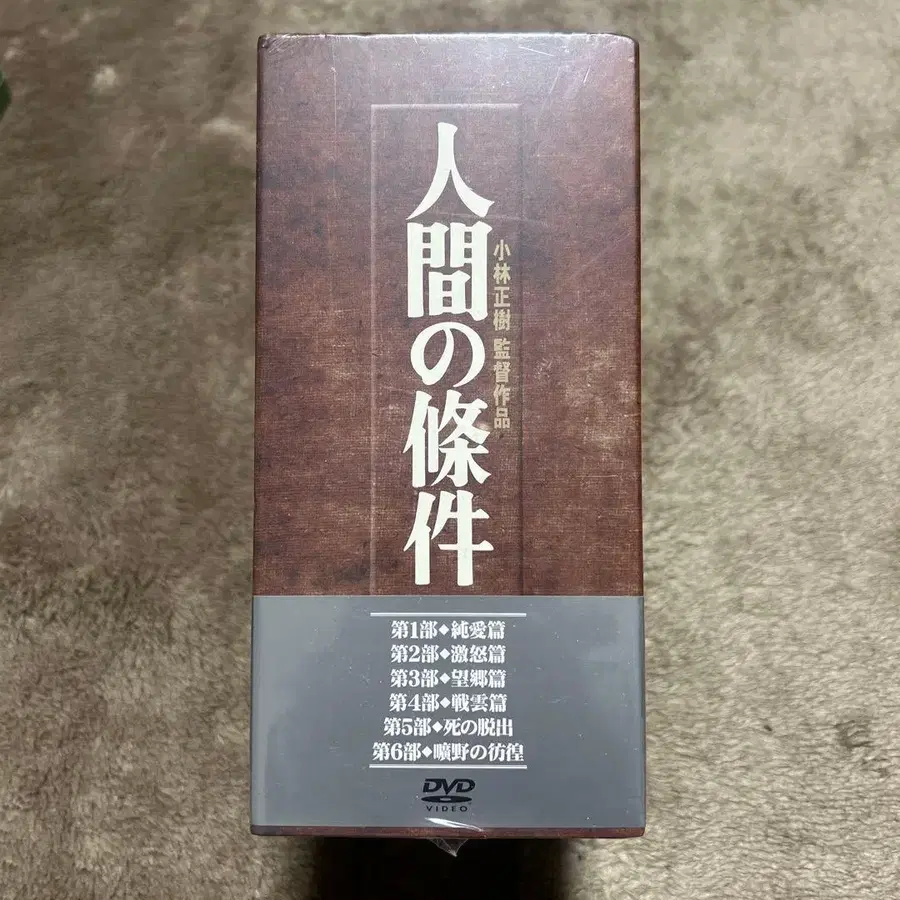 人間の條件
小林正樹 監督作品
第1部◆純愛篇
第2部◆激怒篇
第3部◆望郷篇
第4部◆戦雲篇
第5部◆死の脱出
第6部◆曠野の彷徨
DVD
VIDEO